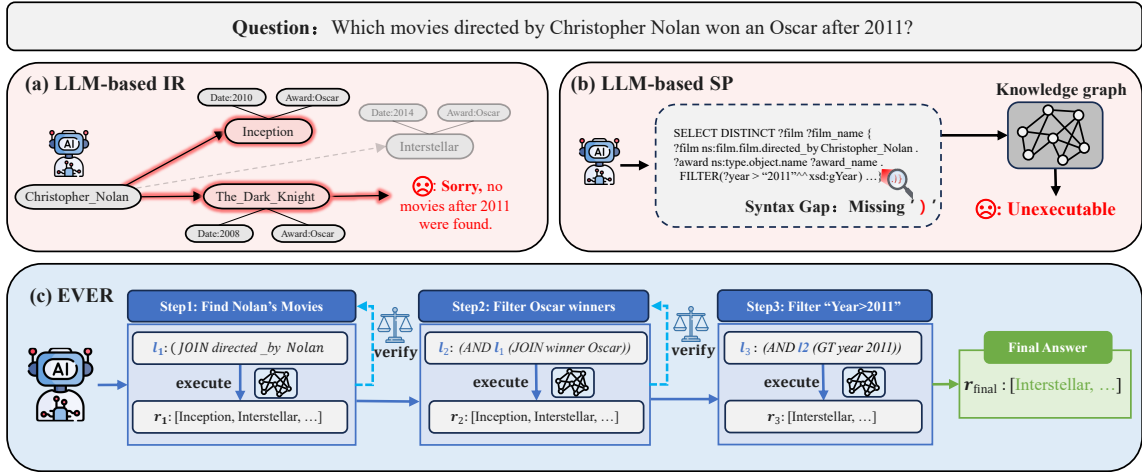 Question： Which movies directed by Christopher Nolan won an Oscar after 2011?
(a) LLM-based IR
Date:2010
Award:Oscar
Inception
Date:2014
Award:Oscar
Interstellar
AI
Christopher_Nolan
The_Dark_Knight
Date:2008
Award:Oscar
: Sorry, no
movies after 2011
were found.
(b) LLM-based SP
AI
SELECT DISTINCT ?film ?film_name {
?film ns:film.film.directed_by Christopher_Nolan .
?award ns:type.object.name ?award_name .
FILTER(?year > “2011”^^xsd:gYear) …}
Syntax Gap：Missing ‘ ) ’
Knowledge graph
: Unexecutable
(c) EVER
AI
Step1: Find Nolan’s Movies
l1: (JOIN directed _by Nolan
execute
r1: [Inception, Interstellar, …]
verify
Step2: Filter Oscar winners
l2: (AND l1 (JOIN winner Oscar))
execute
r2: [Inception, Interstellar, …]
verify
Step3: Filter “Year>2011”
l3: (AND l2 (GT year 2011))
execute
r3: [Interstellar, …]
Final Answer
rfinal : [Interstellar, …]